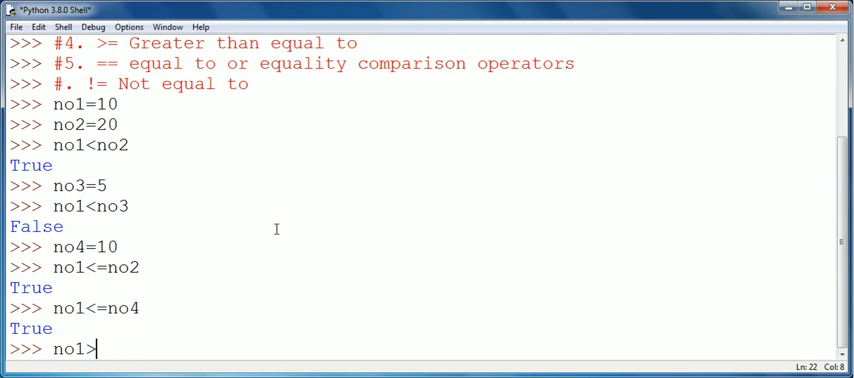 *Python 3.8.0 Shell*
File Edit Shell Debug Options Window Help
>>> #4. >= Greater than equal to
>>> #5. == equal to or equality comparison operators
>>> #. != Not equal to
>>> no1=10
>>> no2=20
>>> no1<no2
True
>>> no3=5
>>> no1<no3
False
>>> no4=10
>>> no1<=no2
True
>>> no1<=no4
True
>>> no1>
Ln: 22 Col: 8